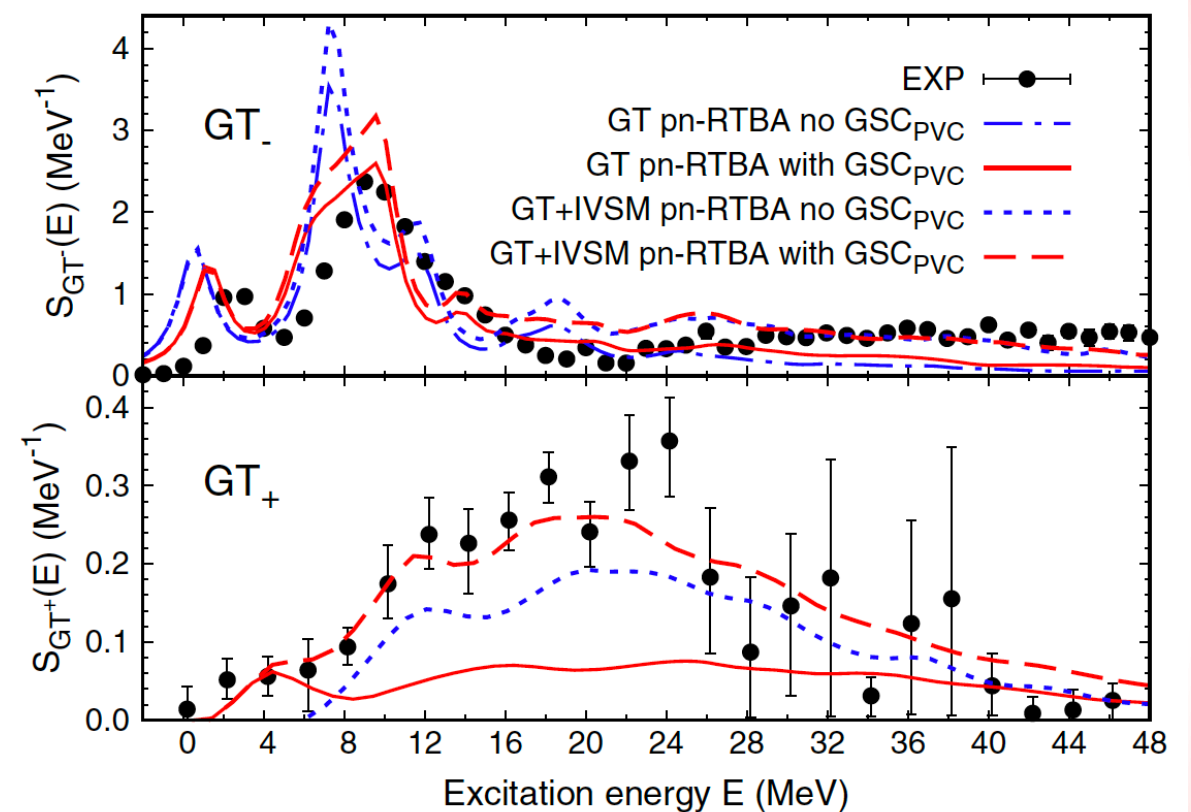 4
3
2
1
0
S_GT^-(E) (MeV^-1)
GT_-
EXP
GT pn-RTBA no GSC_PVC
GT pn-RTBA with GSC_PVC
GT+IVSM pn-RTBA no GSC_PVC
GT+IVSM pn-RTBA with GSC_PVC
0.4
0.3
0.2
0.1
0.0
S_GT^+(E) (MeV^-1)
GT_+
0 4 8 12 16 20 24 28 32 36 40 44 48
Excitation energy E (MeV)